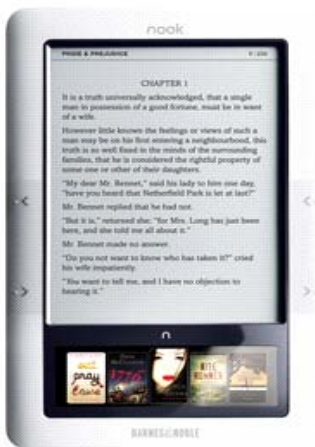 nook
PRIDE & PREJUDICE
CHAPTER 1
It is a truth universally acknowledged, that a single
man in possession of a good fortune, must be in want
of a wife.
However little known the feelings or views of such a
man may be on his first entering a neighbourhood, this
truth is so well fixed in the minds of the surrounding
families, that he is considered the rightful property of
some one or other of their daughters.
"My dear Mr. Bennet," said his lady to him one day,
"have you heard that Netherfield Park is let at last?"
Mr. Bennet replied that he had not.
"But it is," returned she; "for Mrs. Long has just been
here, and she told me all about it."
Mr. Bennet made no answer.
"Do you not want to know who has taken it?" cried
his wife impatiently.
"You want to tell me, and I have no objection to
hearing it."
n
eat
pray
love
1776
KITE
RUNNER
BARNES&NOBLE